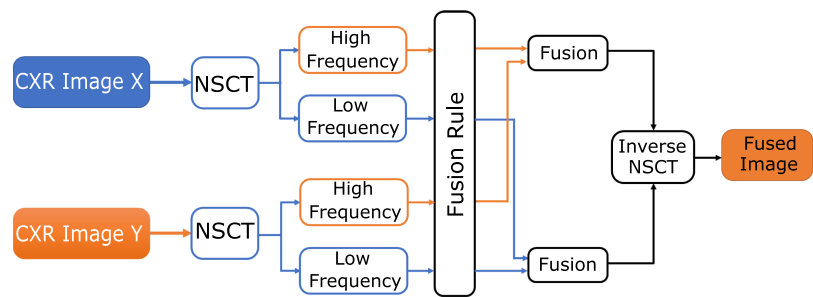 CXR Image X
NSCT
High
Frequency
Low
Frequency
CXR Image Y
NSCT
High
Frequency
Low
Frequency
Fusion Rule
Fusion
Fusion
Inverse
NSCT
Fused
Image